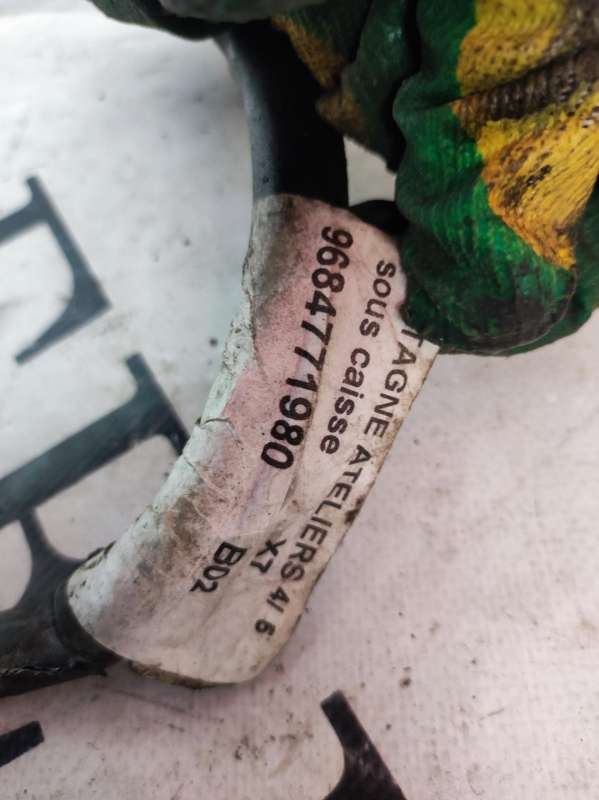 TAGNE ATELIERS 4/ 5
sous caisse
9684771980
X7
B02